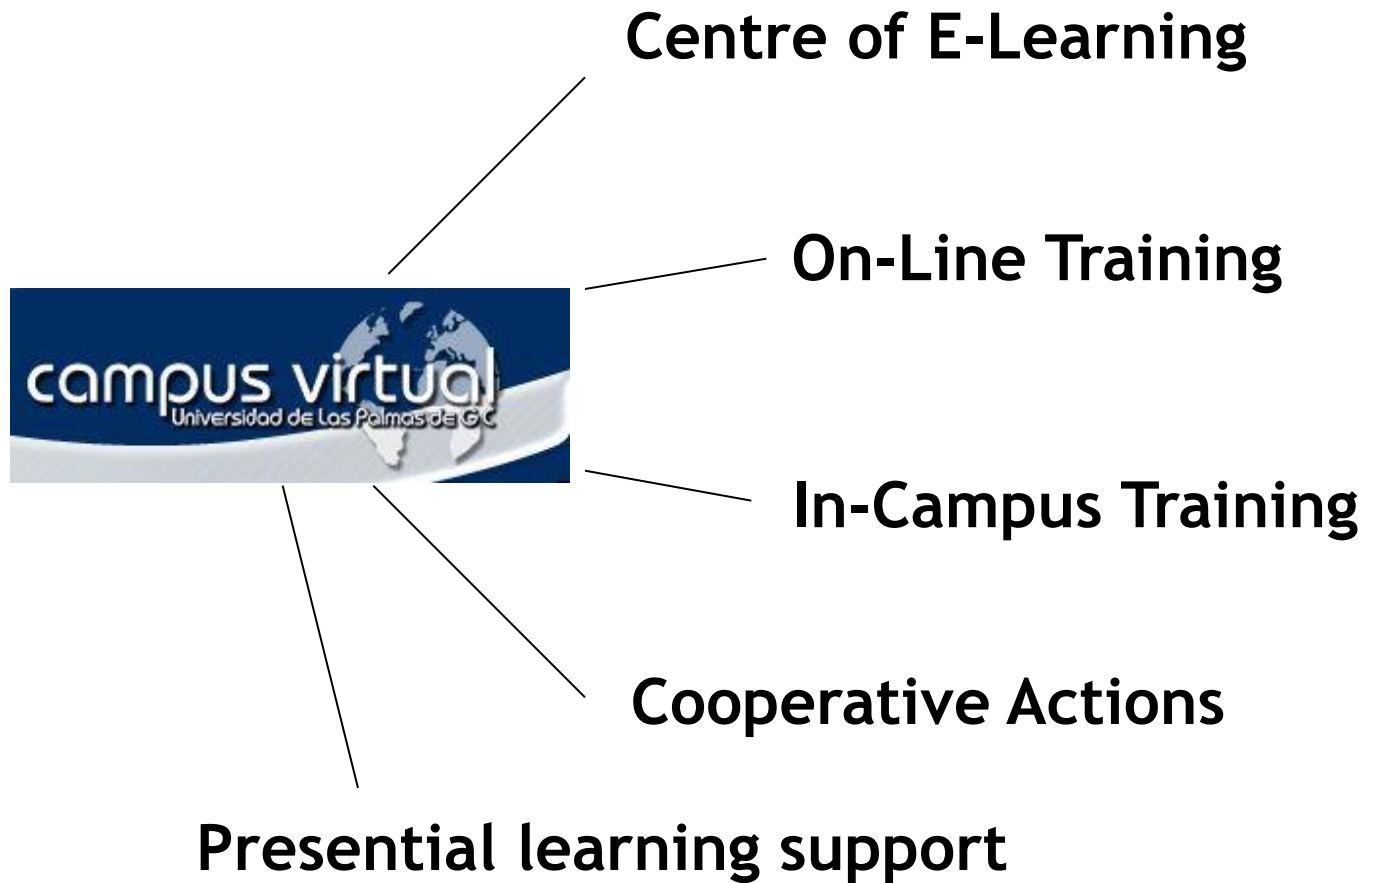 Centre of E-Learning
On-Line Training
campus virtual
Universidad de Las Palmas de G C
In-Campus Training
Cooperative Actions
Presential learning support